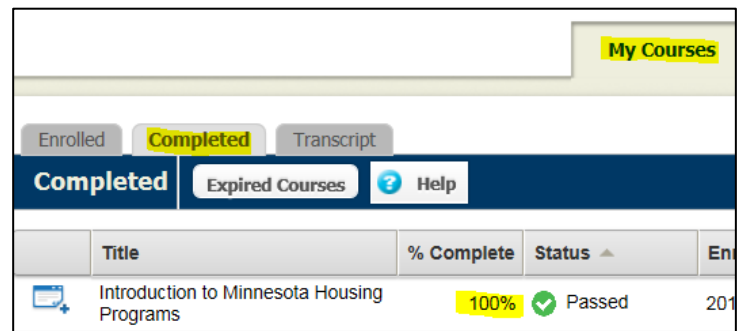 My Courses
Enrolled Completed Transcript
Completed Expired Courses ? Help
Title % Complete Status
Introduction to Minnesota Housing
Programs 100% Passed